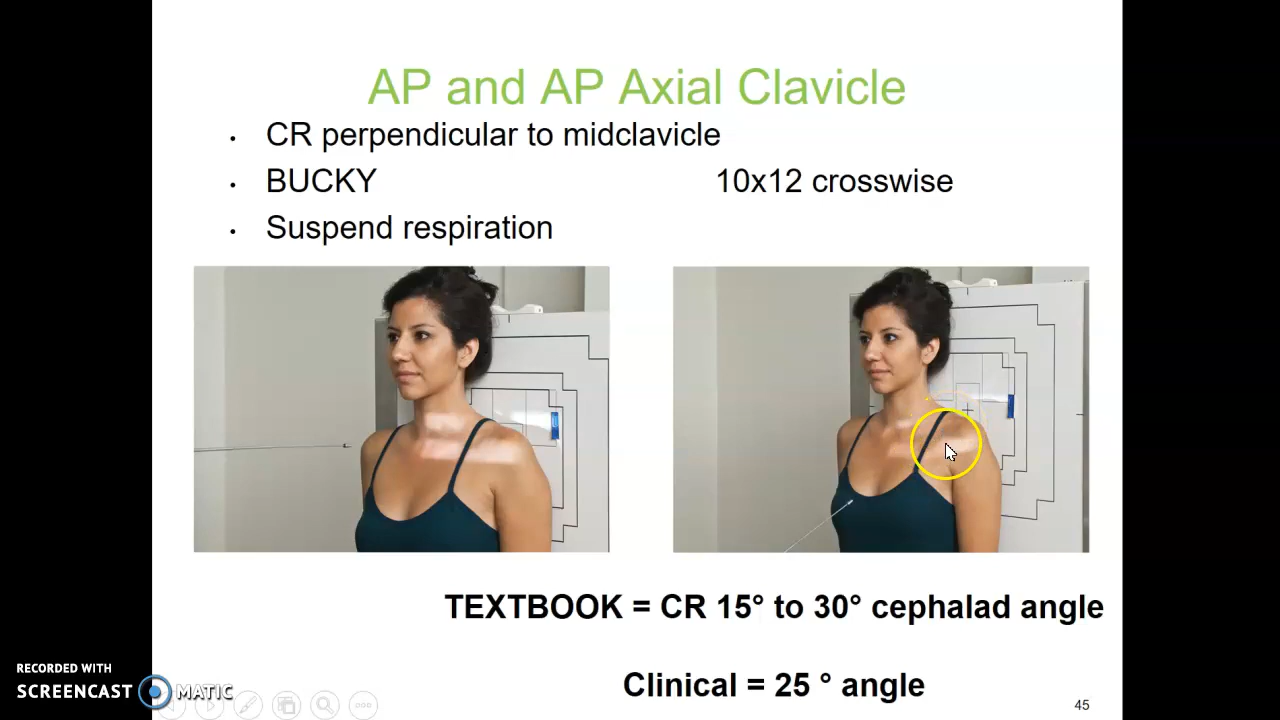 AP and AP Axial Clavicle
• CR perpendicular to midclavicle
• BUCKY 10x12 crosswise
• Suspend respiration
TEXTBOOK = CR 15° to 30° cephalad angle
Clinical = 25 ° angle
45
RECORDED WITH
SCREENCAST MATIC